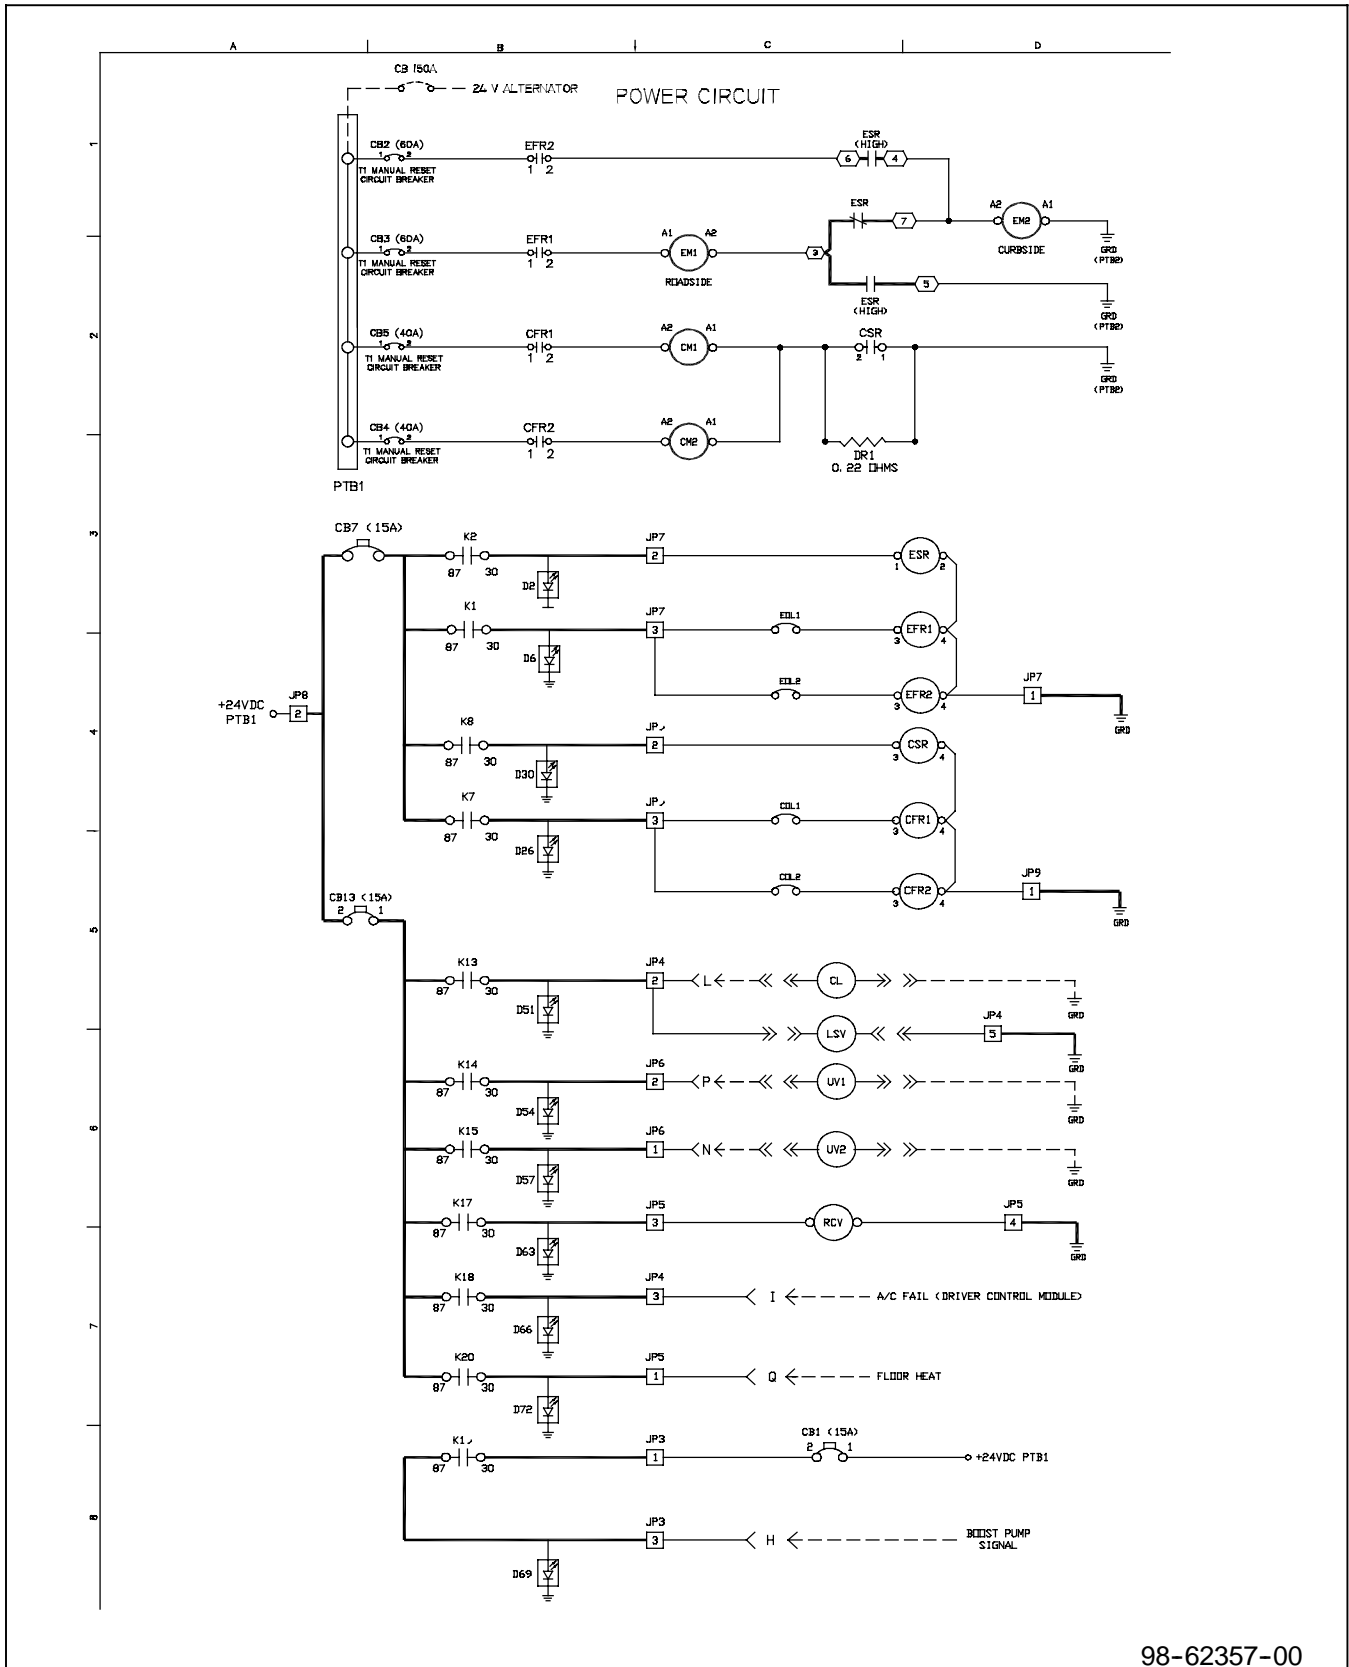 A B C D
CB 150A
24 V ALTERNATOR
POWER CIRCUIT
1
CB2 (60A)
1 2
T1 MANUAL RESET
CIRCUIT BREAKER
EFR2
1 2
ESR
(HIGH)
6 4
ESR
7
A2 A1
EM2
CURBSIDE
GRD
(PTB2)
CB3 (60A)
1 2
T1 MANUAL RESET
CIRCUIT BREAKER
EFR1
1 2
A1 A2
EM1
ROADSIDE
3
5
ESR
(HIGH)
GRD
(PTB2)
2
CB5 (40A)
1 2
T1 MANUAL RESET
CIRCUIT BREAKER
CFR1
1 2
A2 A1
CM1
CSR
2 1
GRD
(PTB2)
CB4 (40A)
1 2
T1 MANUAL RESET
CIRCUIT BREAKER
CFR2
1 2
A2 A1
CM2
DR1
0.22 OHMS
PTB1
3
CB7 (15A)
K2
87 30
D2
JP7
2
ESR
1 2
K1
87 30
D6
JP7
3
EOL1
EFR1
3 4
EOL2
EFR2
3 4
JP7
1
GRD
+24VDC
PTB1
JP8
2
4
K8
87 30
D30
JP
2
CSR
3 4
K7
87 30
D26
JP
3
COL1
CFR1
3 4
COL2
CFR2
3 4
JP9
1
GRD
CB13 (15A)
2 1
5
K13
87 30
D51
JP4
2
L
CL
GRD
LSV
JP4
5
GRD
K14
87 30
D54
JP6
2
P
UV1
GRD
6
K15
87 30
D57
JP6
1
N
UV2
GRD
K17
87 30
D63
JP5
3
RCV
JP5
4
GRD
K18
87 30
D66
JP4
3
I
A/C FAIL (DRIVER CONTROL MODULE)
7
K20
87 30
D72
JP5
1
Q
FLOOR HEAT
87 30
JP3
1
CB1 (15A)
2 1
+24VDC PTB1
8
JP3
3
H
BOOST PUMP
SIGNAL
D69
98-62357-00